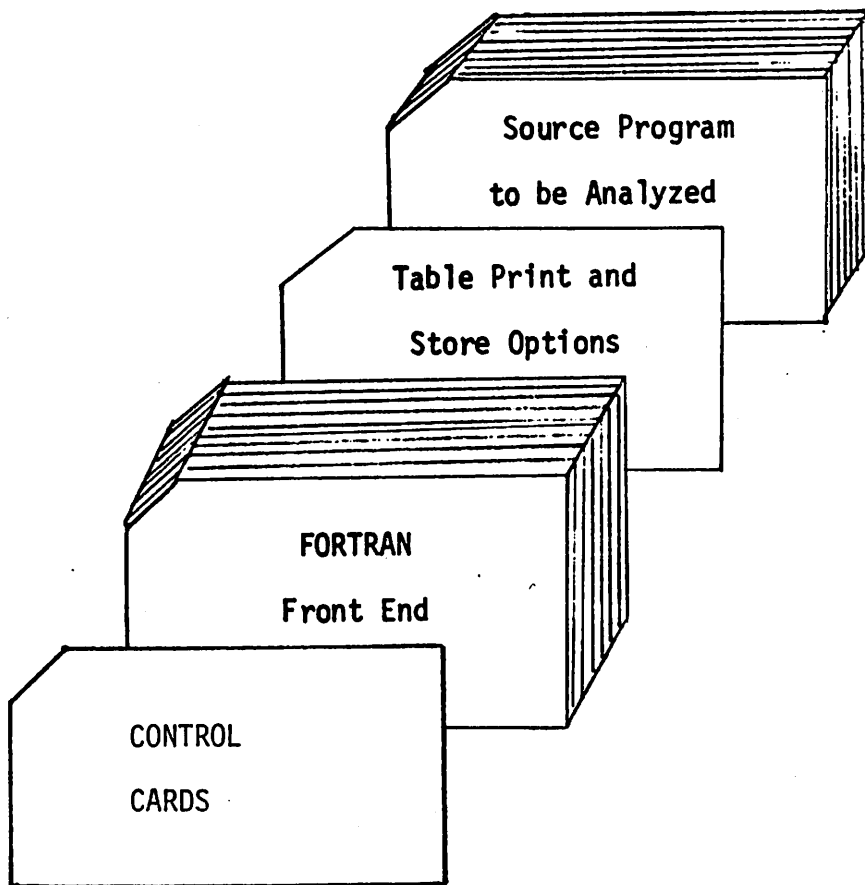 Source Program
to be Analyzed
Table Print and
Store Options
FORTRAN
Front End
CONTROL
CARDS